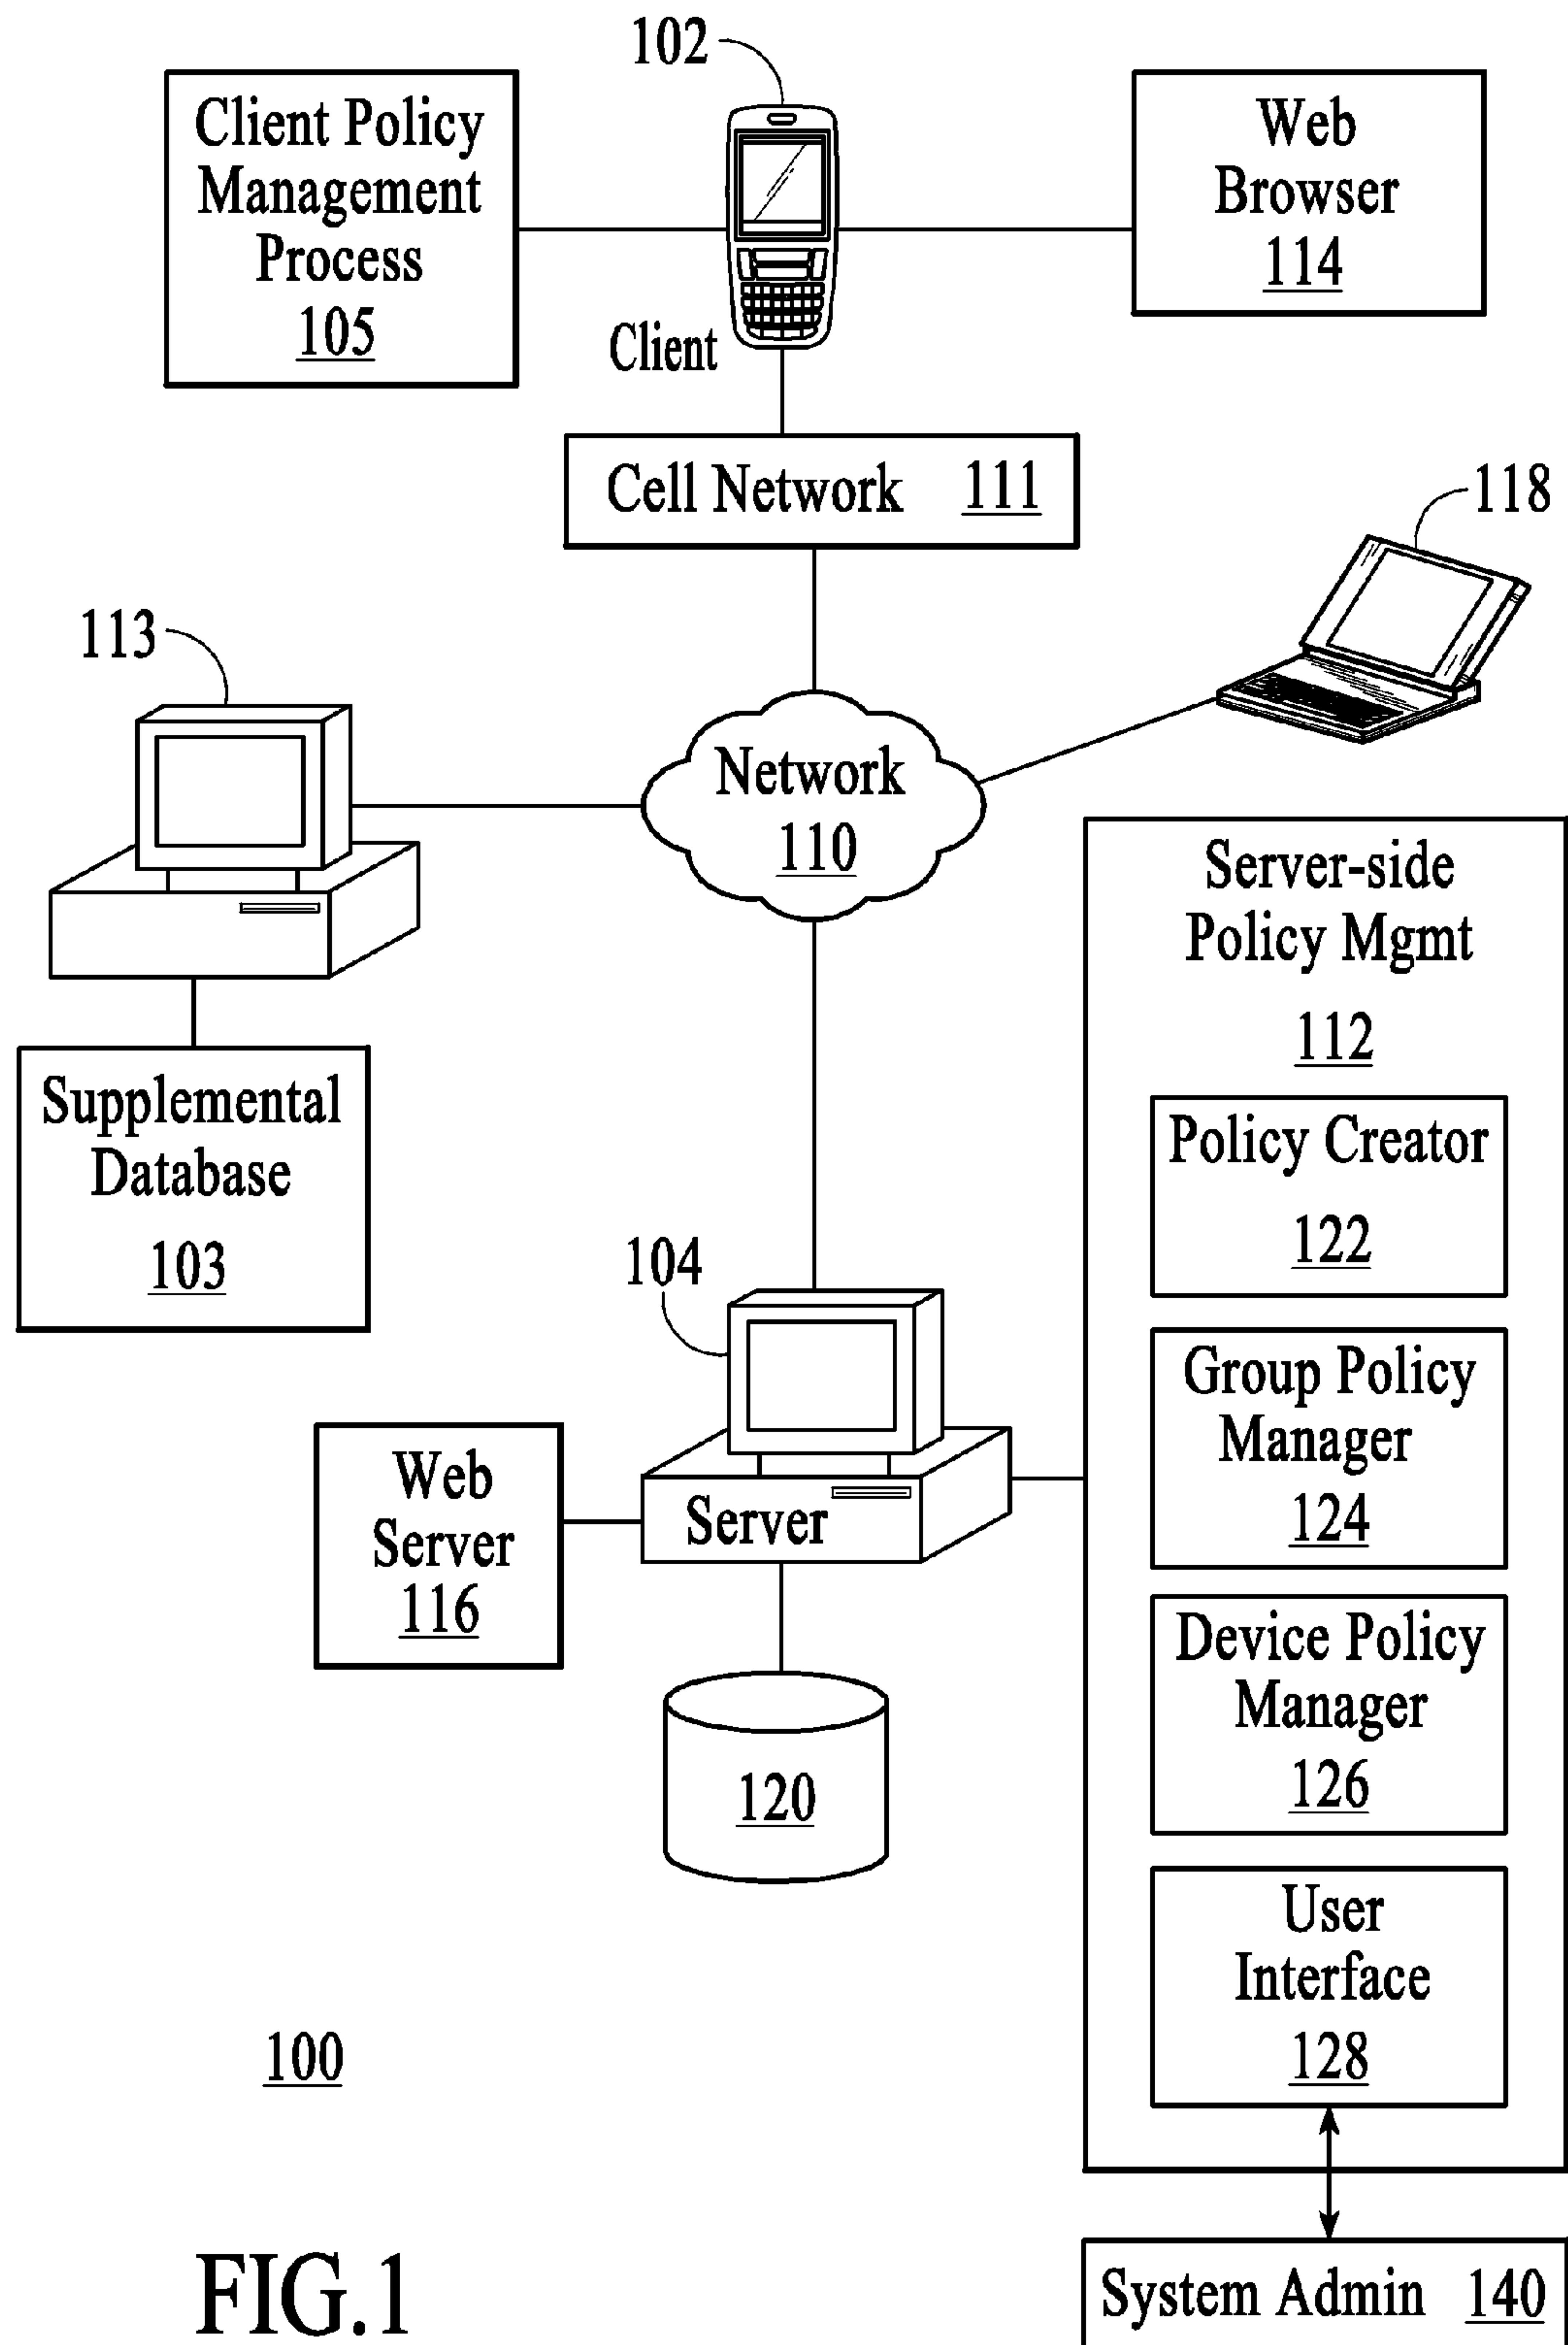 102
Client Policy
Management
Process
105
Web
Browser
114
Client
Cell Network 111
118
113
Network
110
Server-side
Policy Mgmt
112
Supplemental
Database
103
Policy Creator
122
104
Group Policy
Manager
124
Web
Server
116
Server
Device Policy
Manager
126
120
User
Interface
128
100
FIG.1
System Admin 140